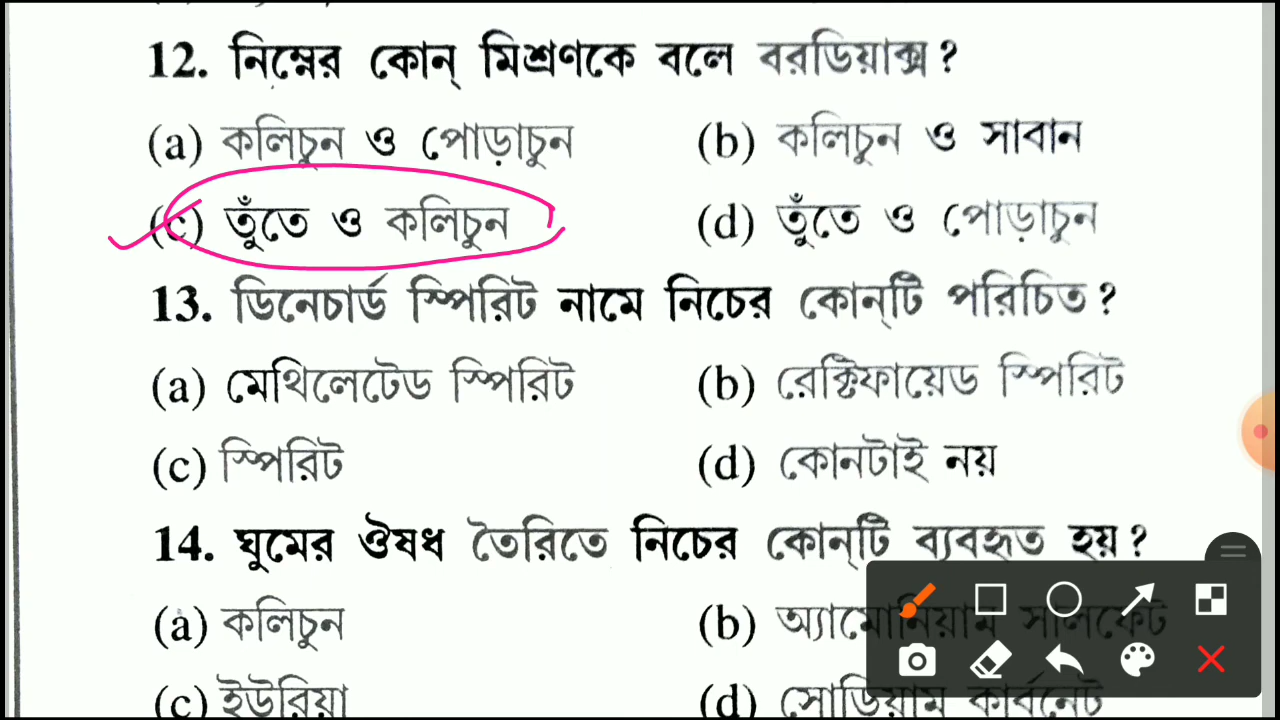 12. নিম্নের কোন্ মিশ্রণকে বলে বরডিয়াক্স?
(a) কলিচুন ও পোড়াচুন (b) কলিচুন ও সাবান
(c) তুঁতে ও কলিচুন (d) তুঁতে ও পোড়াচুন
13. ডিনেচার্ড স্পিরিট নামে নিচের কোন্‌টি পরিচিত?
(a) মেথিলেটেড স্পিরিট (b) রেক্টিফায়েড স্পিরিট
(c) স্পিরিট (d) কোনটাই নয়
14. ঘুমের ঔষধ তৈরিতে নিচের কোন্‌টি ব্যবহৃত হয়?
(a) কলিচুন (b) অ্যামোনিয়াম সালফেট
(c) ইউরিয়া (d) সোডিয়াম কার্বনেট